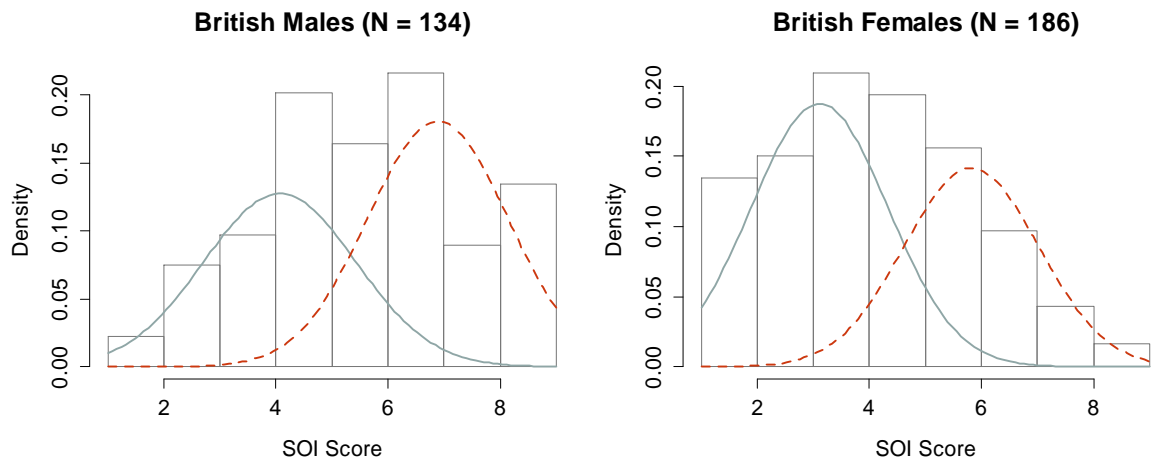 British Males (N = 134)
0.20
0.15
0.10
0.05
0.00
Density
2 4 6 8
SOI Score
British Females (N = 186)
0.20
0.15
0.10
0.05
0.00
Density
2 4 6 8
SOI Score